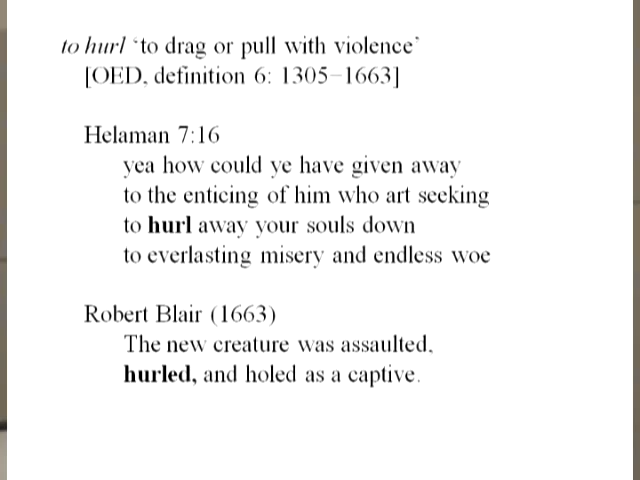 to hurl ‘to drag or pull with violence’
[OED, definition 6: 1305–1663]
Helaman 7:16
yea how could ye have given away
to the enticing of him who art seeking
to hurl away your souls down
to everlasting misery and endless woe
Robert Blair (1663)
The new creature was assaulted,
hurled, and holed as a captive.